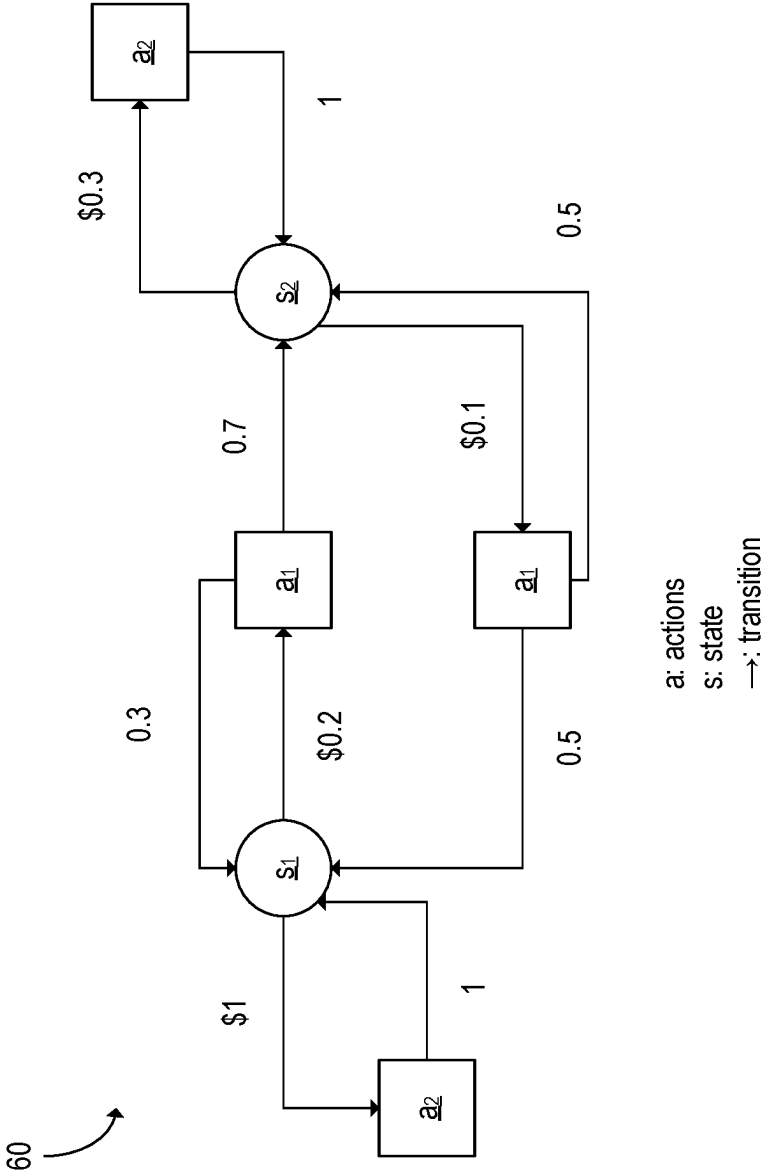 60
$1
a2
1
s1
0.3
$0.2
a1
0.7
0.5
a1
$0.1
s2
0.5
$0.3
a2
1
a: actions
s: state
→: transition